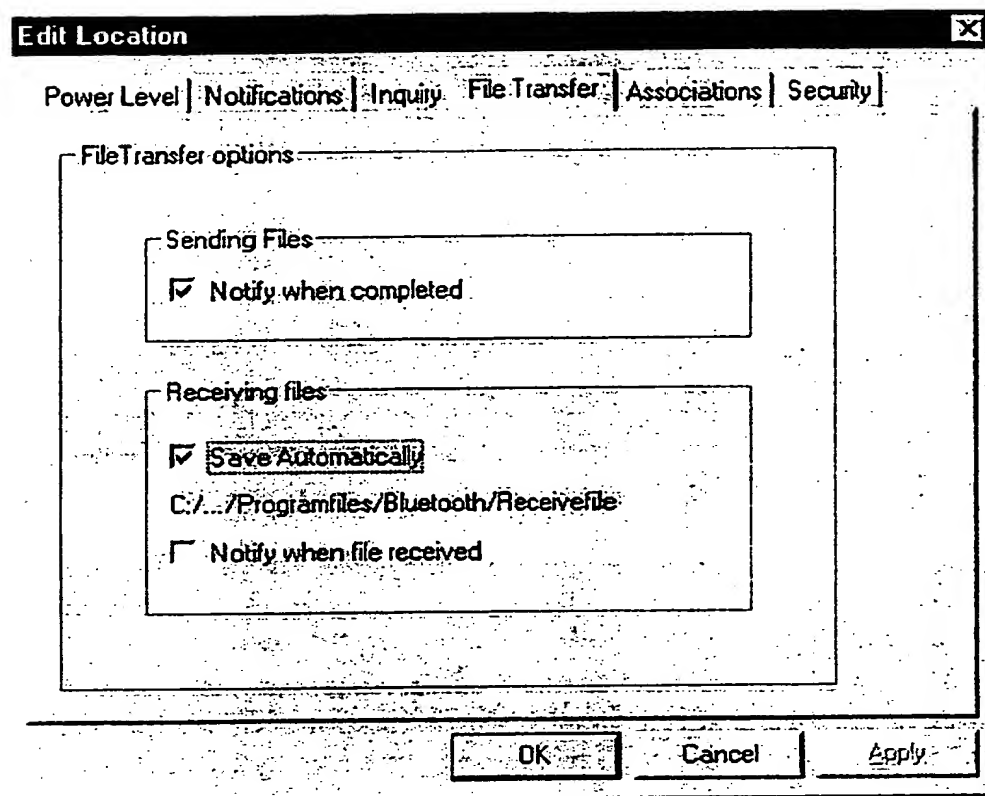 Edit Location
Power Level Notifications Inquiry File Transfer Associations Security
FileTransfer options
Sending Files
Notify when completed
Receiving files
Save Automatically
C:/.../Programfiles/Bluetooth/Receivefile
Notify when file received
OK Cancel Apply